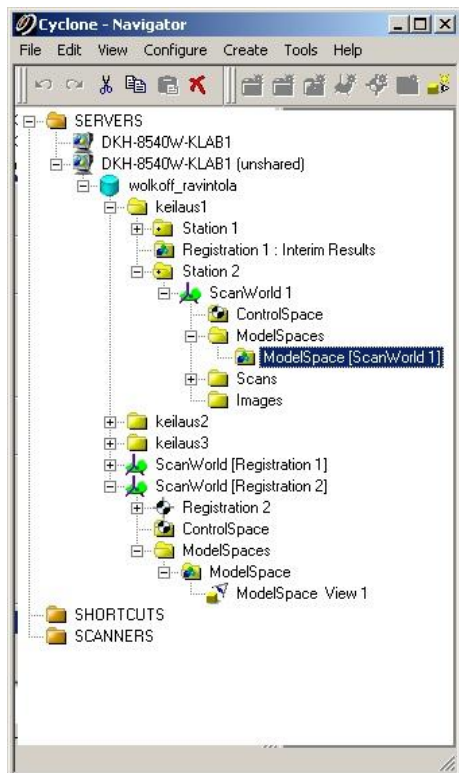 Cyclone - Navigator
File Edit View Configure Create Tools Help
SERVERS
DKH-8540W-KLAB1
DKH-8540W-KLAB1 (unshared)
wolkoff_ravintola
keilaus1
Station 1
Registration 1 : Interim Results
Station 2
ScanWorld 1
ControlSpace
ModelSpaces
ModelSpace [ScanWorld 1]
Scans
Images
keilaus2
keilaus3
ScanWorld [Registration 1]
ScanWorld [Registration 2]
Registration 2
ControlSpace
ModelSpaces
ModelSpace
ModelSpace View 1
SHORTCUTS
SCANNERS